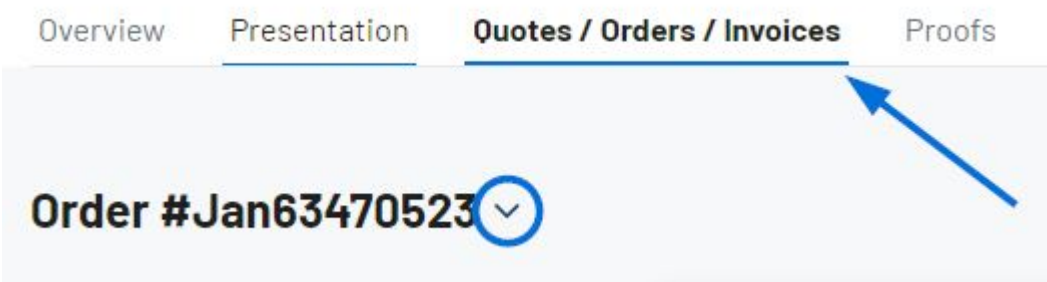 Overview Presentation Quotes / Orders / Invoices Proofs
Order #Jan63470523